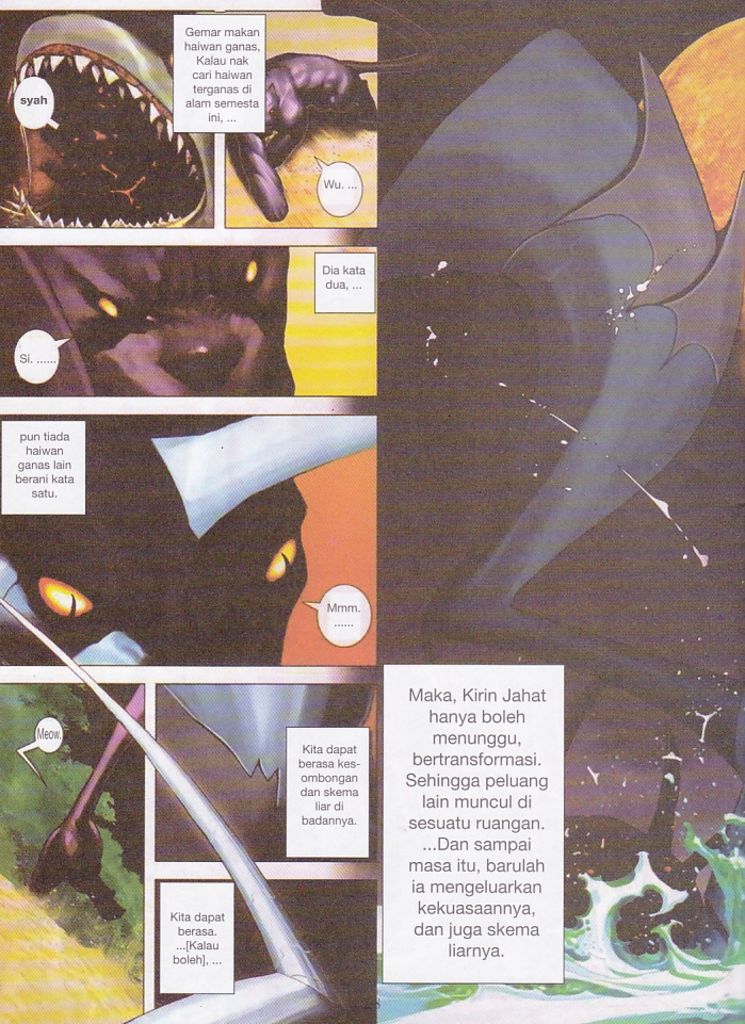 syah
Gemar makan
haiwan ganas,
Kalau nak
cari haiwan
terganas di
alam semesta
ini, ...
Wu. ...
Dia kata
dua, ...
Si. ......
pun tiada
haiwan
ganas lain
berani kata
satu.
Mmm.
......
Meow.
Kita dapat
berasa kes-
ombongan
dan skema
liar di
badannya.
Kita dapat
berasa.
...[Kalau
boleh], ...
Maka, Kirin Jahat
hanya boleh
menunggu,
bertransformasi.
Sehingga peluang
lain muncul di
sesuatu ruangan.
...Dan sampai
masa itu, barulah
ia mengeluarkan
kekuasaannya,
dan juga skema
liarnya.